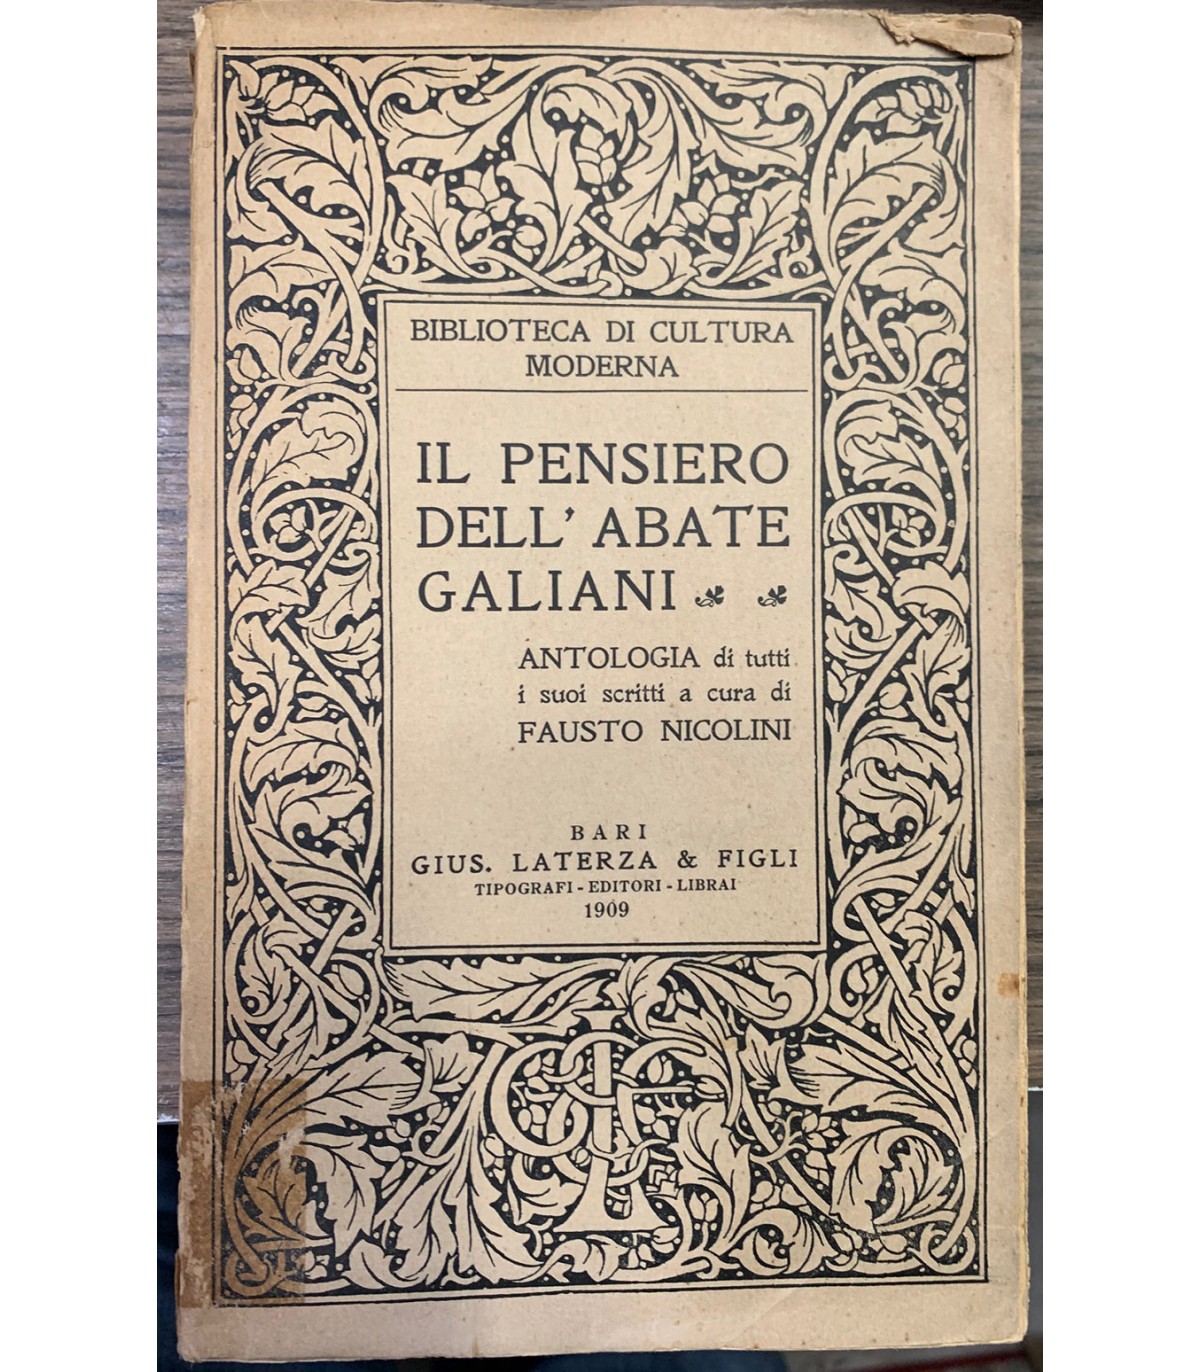 BIBLIOTECA DI CULTURA
MODERNA
IL PENSIERO
DELL' ABATE
GALIANI
ANTOLOGIA di tutti
i suoi scritti a cura di
FAUSTO NICOLINI
BARI
GIUS. LATERZA & FIGLI
TIPOGRAFI - EDITORI - LIBRAI
1909